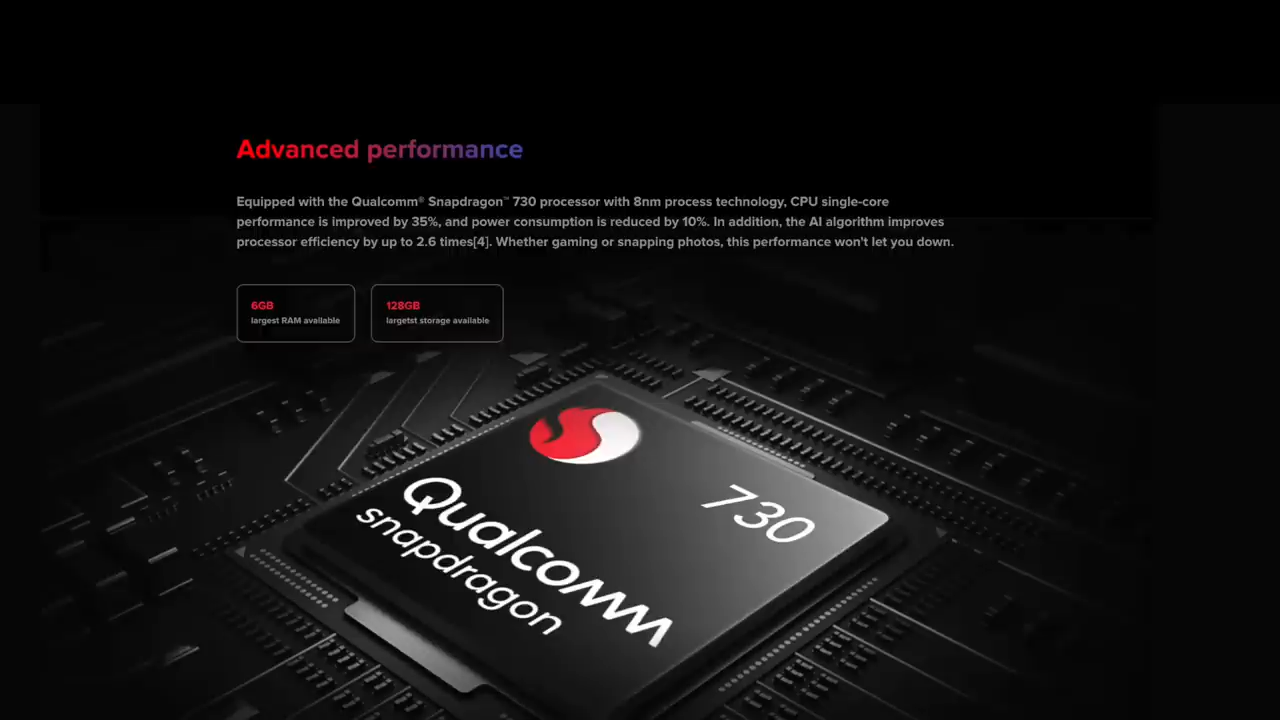 Advanced performance
Equipped with the Qualcomm® Snapdragon™ 730 processor with 8nm process technology, CPU single-core
performance is improved by 35%, and power consumption is reduced by 10%. In addition, the AI algorithm improves
processor efficiency by up to 2.6 times[4]. Whether gaming or snapping photos, this performance won't let you down.
6GB
largest RAM available
128GB
largetst storage available
730
Qualcomm
snapdragon